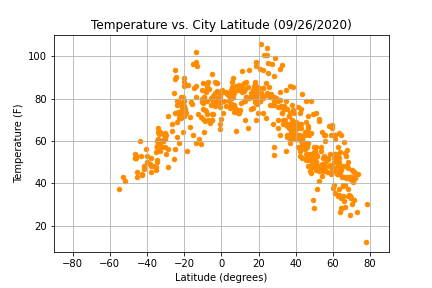 Temperature vs. City Latitude (09/26/2020)
Temperature (F)
100
80
60
40
20
−80 −60 −40 −20 0 20 40 60 80
Latitude (degrees)